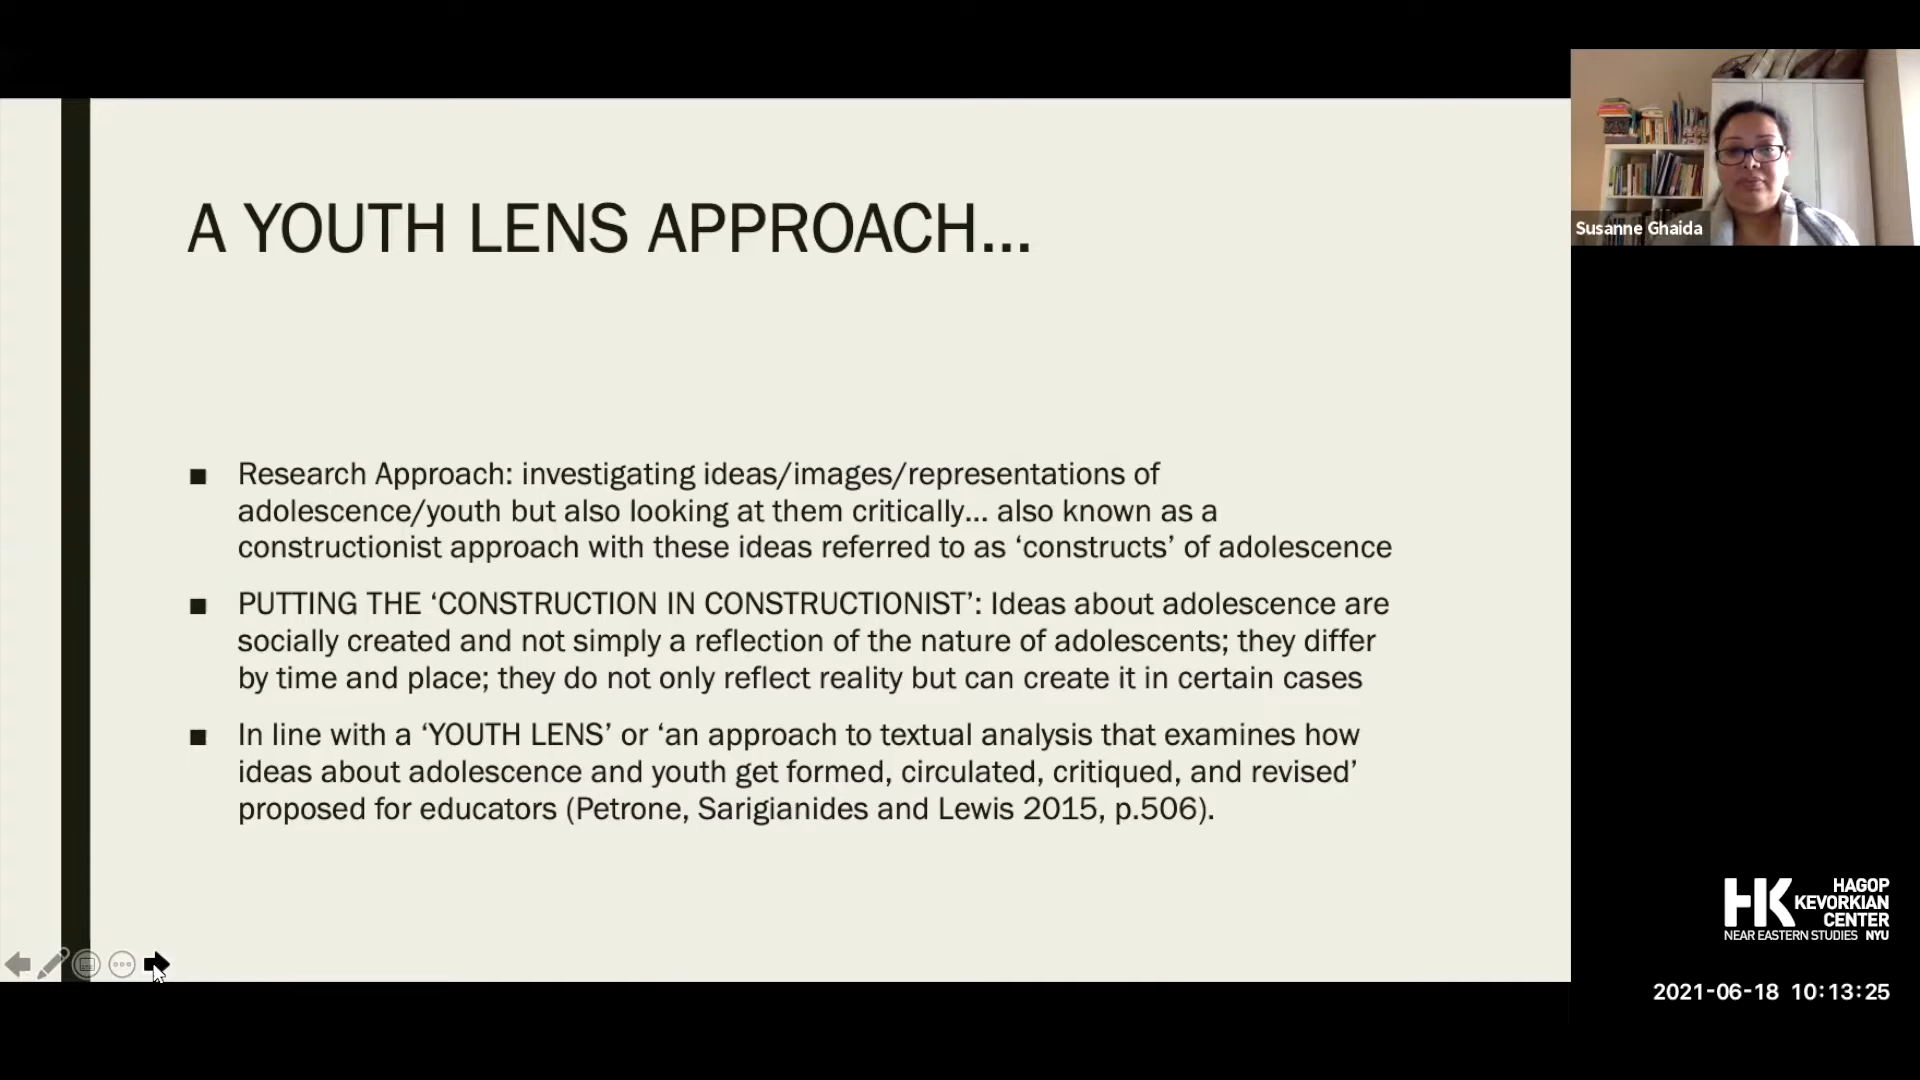 A YOUTH LENS APPROACH...
■ Research Approach: investigating ideas/images/representations of
adolescence/youth but also looking at them critically... also known as a
constructionist approach with these ideas referred to as ‘constructs’ of adolescence
■ PUTTING THE ‘CONSTRUCTION IN CONSTRUCTIONIST’: Ideas about adolescence are
socially created and not simply a reflection of the nature of adolescents; they differ
by time and place; they do not only reflect reality but can create it in certain cases
■ In line with a ‘YOUTH LENS’ or ‘an approach to textual analysis that examines how
ideas about adolescence and youth get formed, circulated, critiqued, and revised’
proposed for educators (Petrone, Sarigianides and Lewis 2015, p.506).
Susanne Ghaida
HK
HAGOP
KEVORKIAN
CENTER
NEAR EASTERN STUDIES NYU
2021-06-18 10:13:25